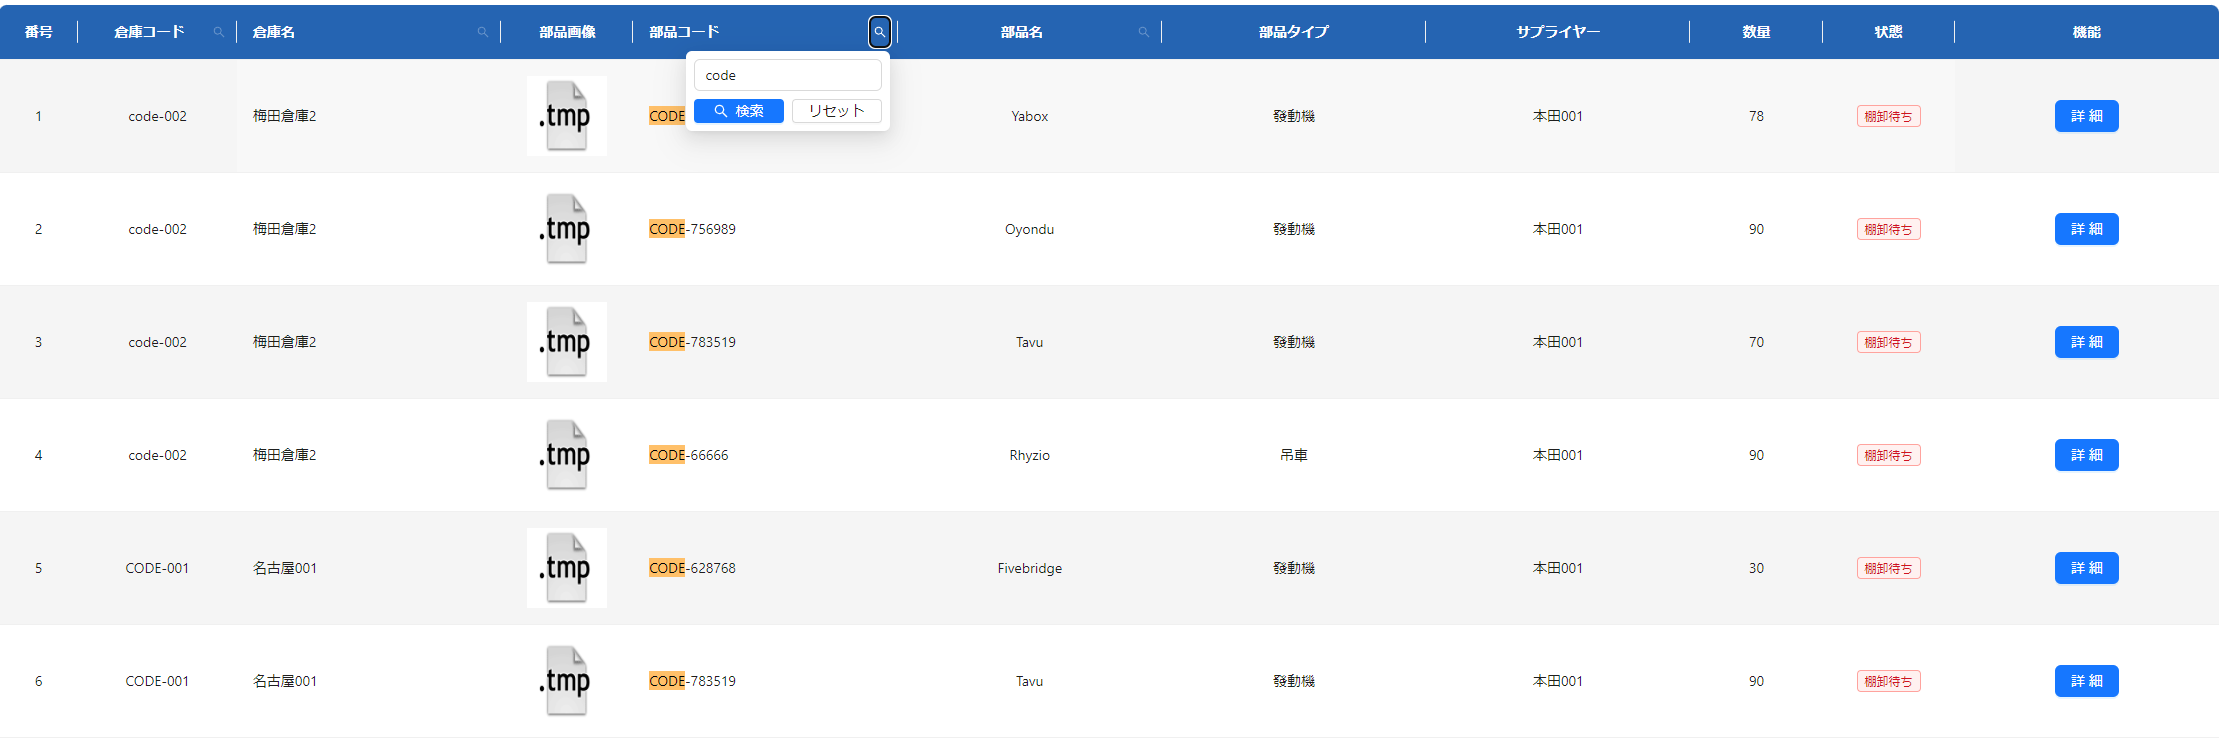 番号 倉庫コード 倉庫名 部品画像 部品コード 部品名 部品タイプ サプライヤー 数量 状態 機能
code
検索 リセット
1 code-002 梅田倉庫2 .tmp CODE Yabox 發動機 本田001 78 棚卸待ち 詳 細
2 code-002 梅田倉庫2 .tmp CODE-756989 Oyondu 發動機 本田001 90 棚卸待ち 詳 細
3 code-002 梅田倉庫2 .tmp CODE-783519 Tavu 發動機 本田001 70 棚卸待ち 詳 細
4 code-002 梅田倉庫2 .tmp CODE-66666 Rhyzio 吊車 本田001 90 棚卸待ち 詳 細
5 CODE-001 名古屋001 .tmp CODE-628768 Fivebridge 發動機 本田001 30 棚卸待ち 詳 細
6 CODE-001 名古屋001 .tmp CODE-783519 Tavu 發動機 本田001 90 棚卸待ち 詳 細